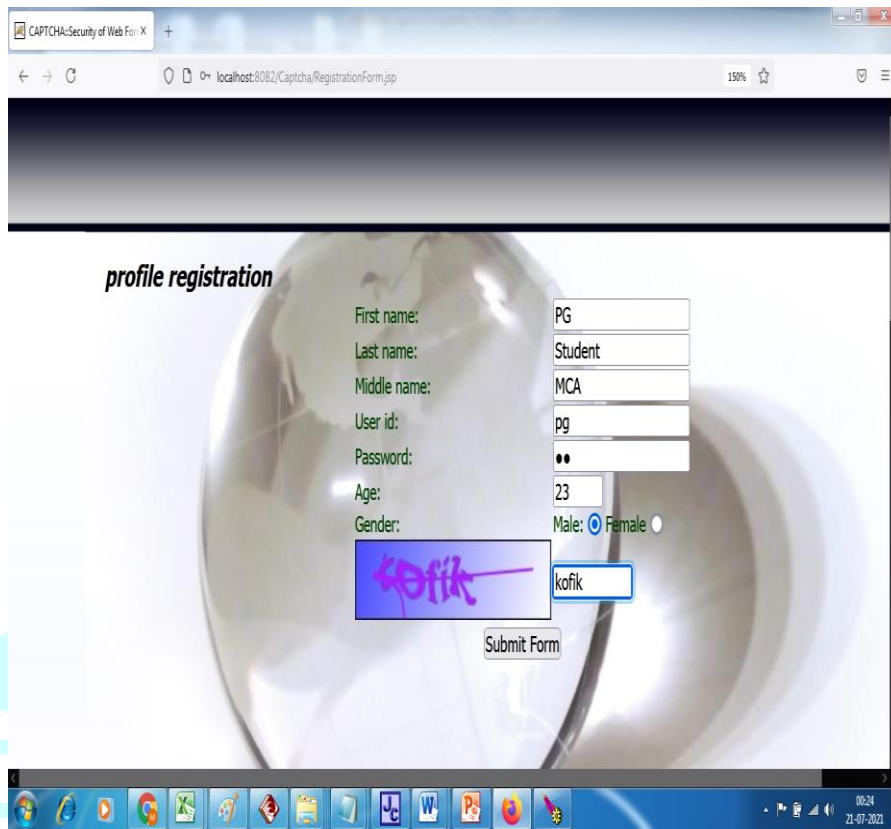 CAPTCHA::Security of Web For
localhost:8082/Captcha/RegistrationForm.jsp 150%
profile registration
First name: PG
Last name: Student
Middle name: MCA
User id: pg
Password: ●●
Age: 23
Gender: Male: Female
kofik kofik
Submit Form
00:24
21-07-2021